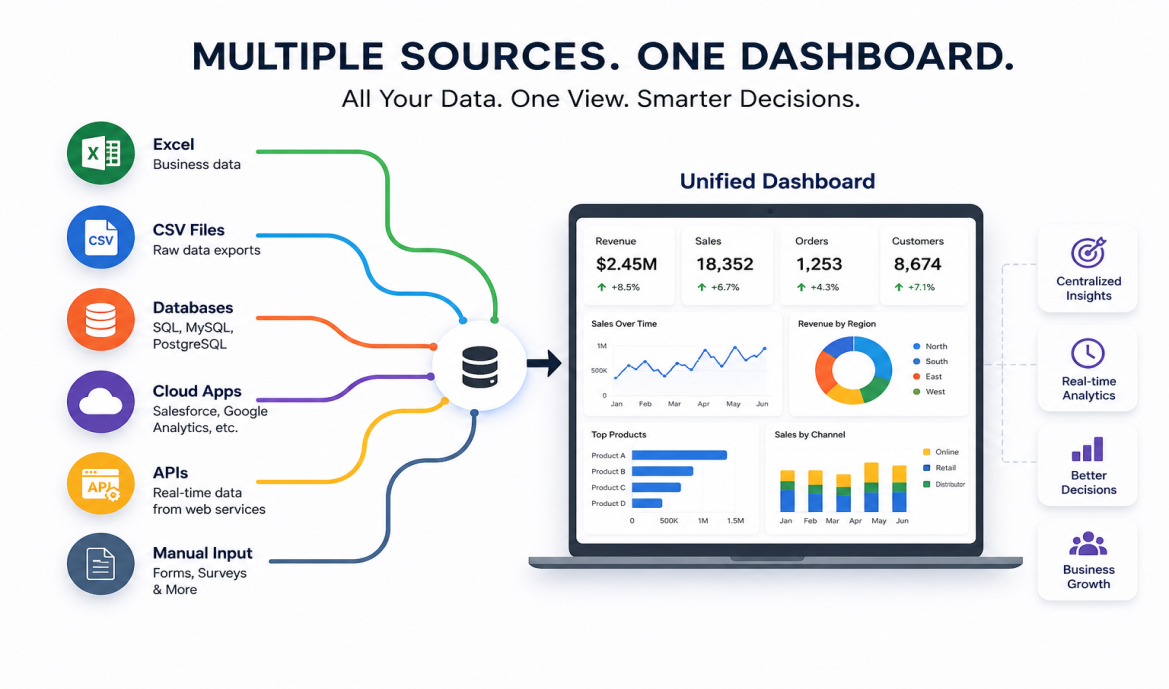 MULTIPLE SOURCES. ONE DASHBOARD.
All Your Data. One View. Smarter Decisions.
X
Excel
Business data
CSV
CSV Files
Raw data exports
Databases
SQL, MySQL,
PostgreSQL
Cloud Apps
Salesforce, Google
Analytics, etc.
API
APIs
Real-time data
from web services
Manual Input
Forms, Surveys
& More
Unified Dashboard
Revenue
$2.45M
+8.5%
Sales
18,352
+6.7%
Orders
1,253
+4.3%
Customers
8,674
+7.1%
Sales Over Time
1M
500K
0
Jan Feb Mar Apr May Jun
Revenue by Region
North
South
East
West
Top Products
Product A
Product B
Product C
Product D
0 500K 1M 1.5M
Sales by Channel
Online
Retail
Distributor
Jan Feb Mar Apr May Jun
Centralized
Insights
Real-time
Analytics
Better
Decisions
Business
Growth